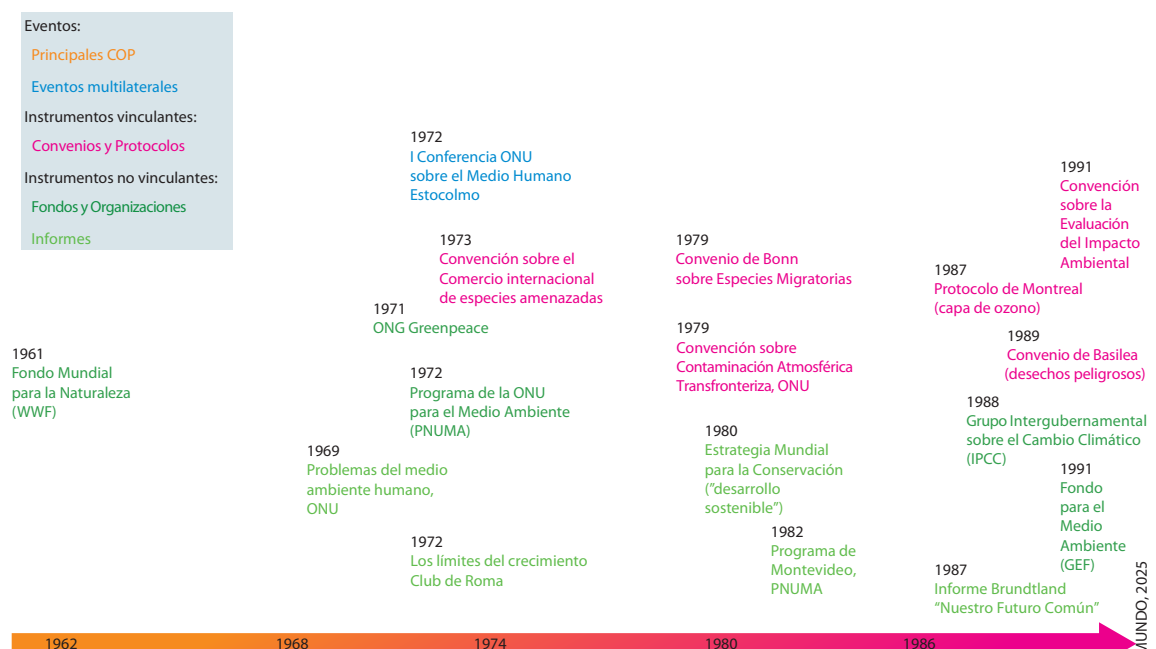 Eventos:
Principales COP
Eventos multilaterales
Instrumentos vinculantes:
Convenios y Protocolos
Instrumentos no vinculantes:
Fondos y Organizaciones
Informes
1961
Fondo Mundial
para la Naturaleza
(WWF)
1969
Problemas del medio
ambiente humano,
ONU
1971
ONG Greenpeace
1972
I Conferencia ONU
sobre el Medio Humano
Estocolmo
1973
Convención sobre el
Comercio internacional
de especies amenazadas
1972
Programa de la ONU
para el Medio Ambiente
(PNUMA)
1972
Los límites del crecimiento
Club de Roma
1979
Convenio de Bonn
sobre Especies Migratorias
1979
Convención sobre
Contaminación Atmosférica
Transfronteriza, ONU
1980
Estrategia Mundial
para la Conservación
("desarrollo
sostenible")
1982
Programa de
Montevideo,
PNUMA
1991
Convención
sobre la
Evaluación
del Impacto
Ambiental
1987
Protocolo de Montreal
(capa de ozono)
1989
Convenio de Basilea
(desechos peligrosos)
1988
Grupo Intergubernamental
sobre el Cambio Climático
(IPCC)
1991
Fondo
para el
Medio
Ambiente
(GEF)
1987
Informe Brundtland
"Nuestro Futuro Común"
1962
1968
1974
1980
1986
MUNDO, 2025